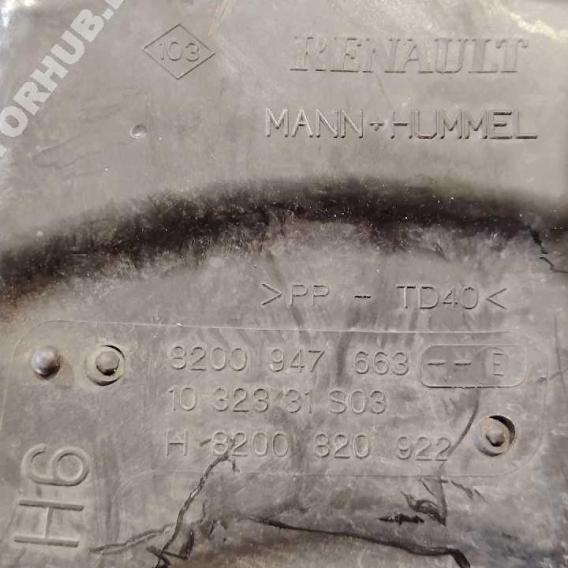 103
RENAULT
MANN+HUMMEL
>PP - TD40<
8200 947 663 -- E
10 323 31 S03
H 8200 820 922
H6